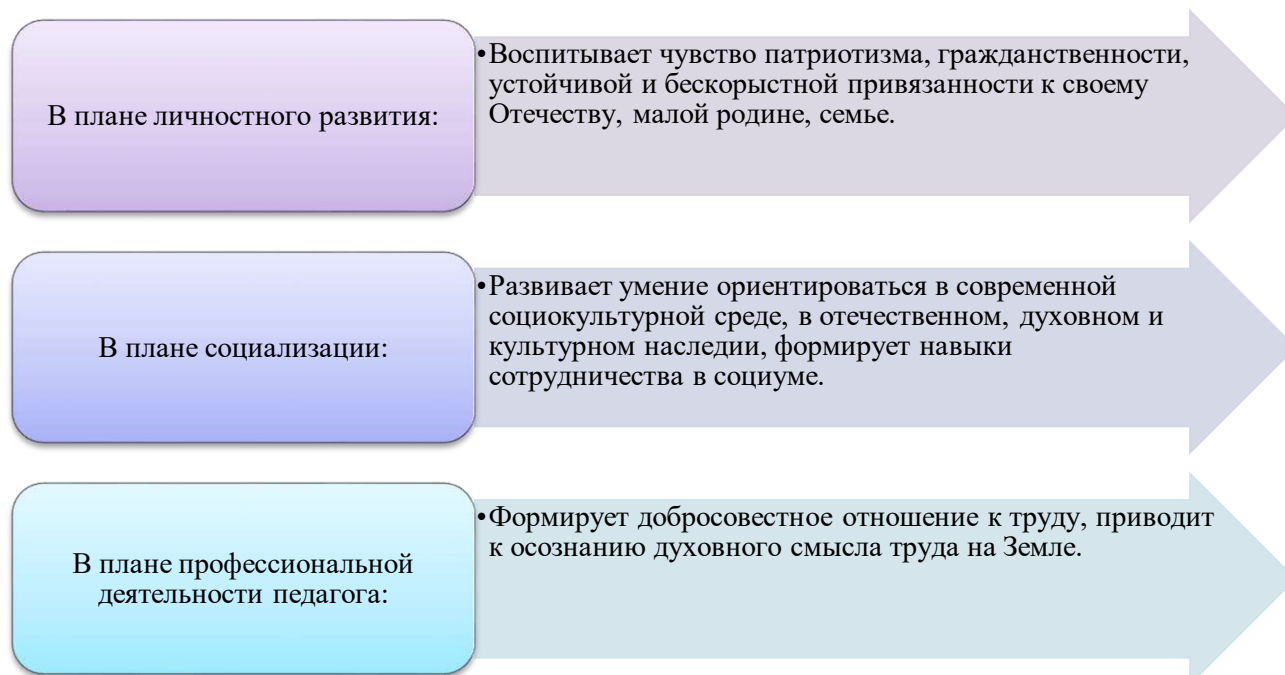 В плане личностного развития:
•Воспитывает чувство патриотизма, гражданственности,
устойчивой и бескорыстной привязанности к своему
Отечеству, малой родине, семье.
В плане социализации:
•Развивает умение ориентироваться в современной
социокультурной среде, в отечественном, духовном и
культурном наследии, формирует навыки
сотрудничества в социуме.
В плане профессиональной
деятельности педагога:
•Формирует добросовестное отношение к труду, приводит
к осознанию духовного смысла труда на Земле.